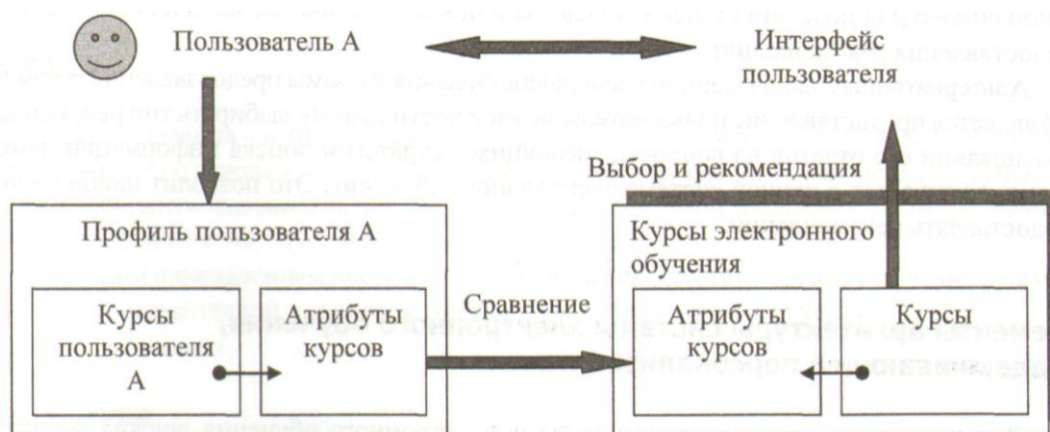 Пользователь А
Интерфейс
пользователя
Выбор и рекомендация
Профиль пользователя А
Курсы электронного
обучения
Курсы
пользователя
А
Атрибуты
курсов
Сравнение
Атрибуты
курсов
Курсы